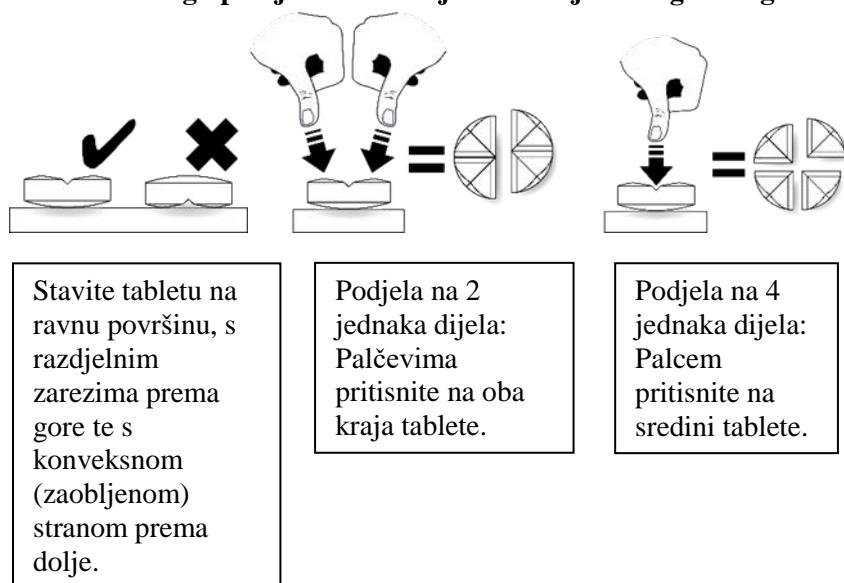 Stavite tabletu na
ravnu površinu, s
razdjelnim
zarezima prema
gore te s
konveksnom
(zaobljenom)
stranom prema
dolje.
Podjela na 2
jednaka dijela:
Palčevima
pritisnite na oba
kraja tablete.
Podjela na 4
jednaka dijela:
Palcem
pritisnite na
sredini tablete.